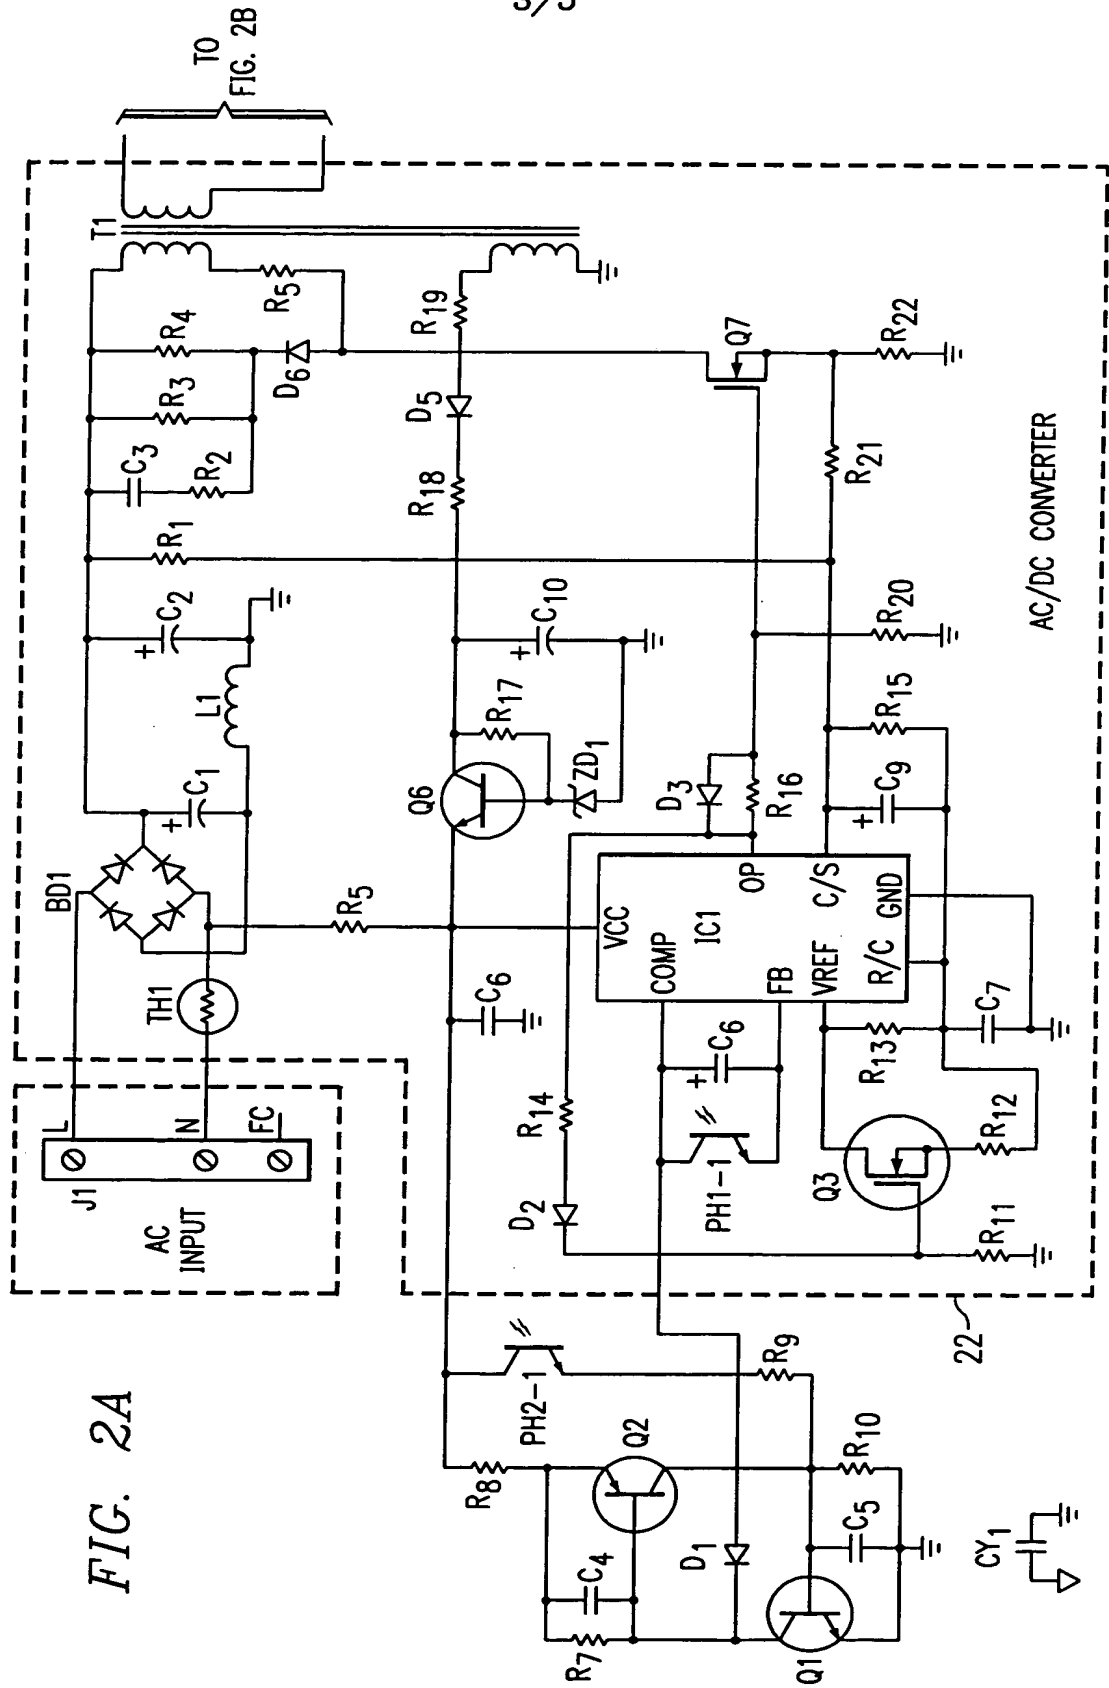 3/5
FIG. 2A
TO
FIG. 2B
J1
AC
INPUT
L
N
FC
TH1
BD1
C1
L1
C2
R1
C3
R2
R3
R4
D6
R5
T1
R5
C6
Q6
R17
ZD1
C10
R18
D5
R19
Q7
R22
R21
R20
R15
C9
D3
R16
VCC
COMP
IC1
OP
FB
VREF
C/S
R/C
GND
C6
PH1-1
R14
D2
R13
C7
Q3
R12
R11
AC/DC CONVERTER
22
PH2-1
R9
R8
Q2
R7
C4
D1
Q1
C5
R10
CY1